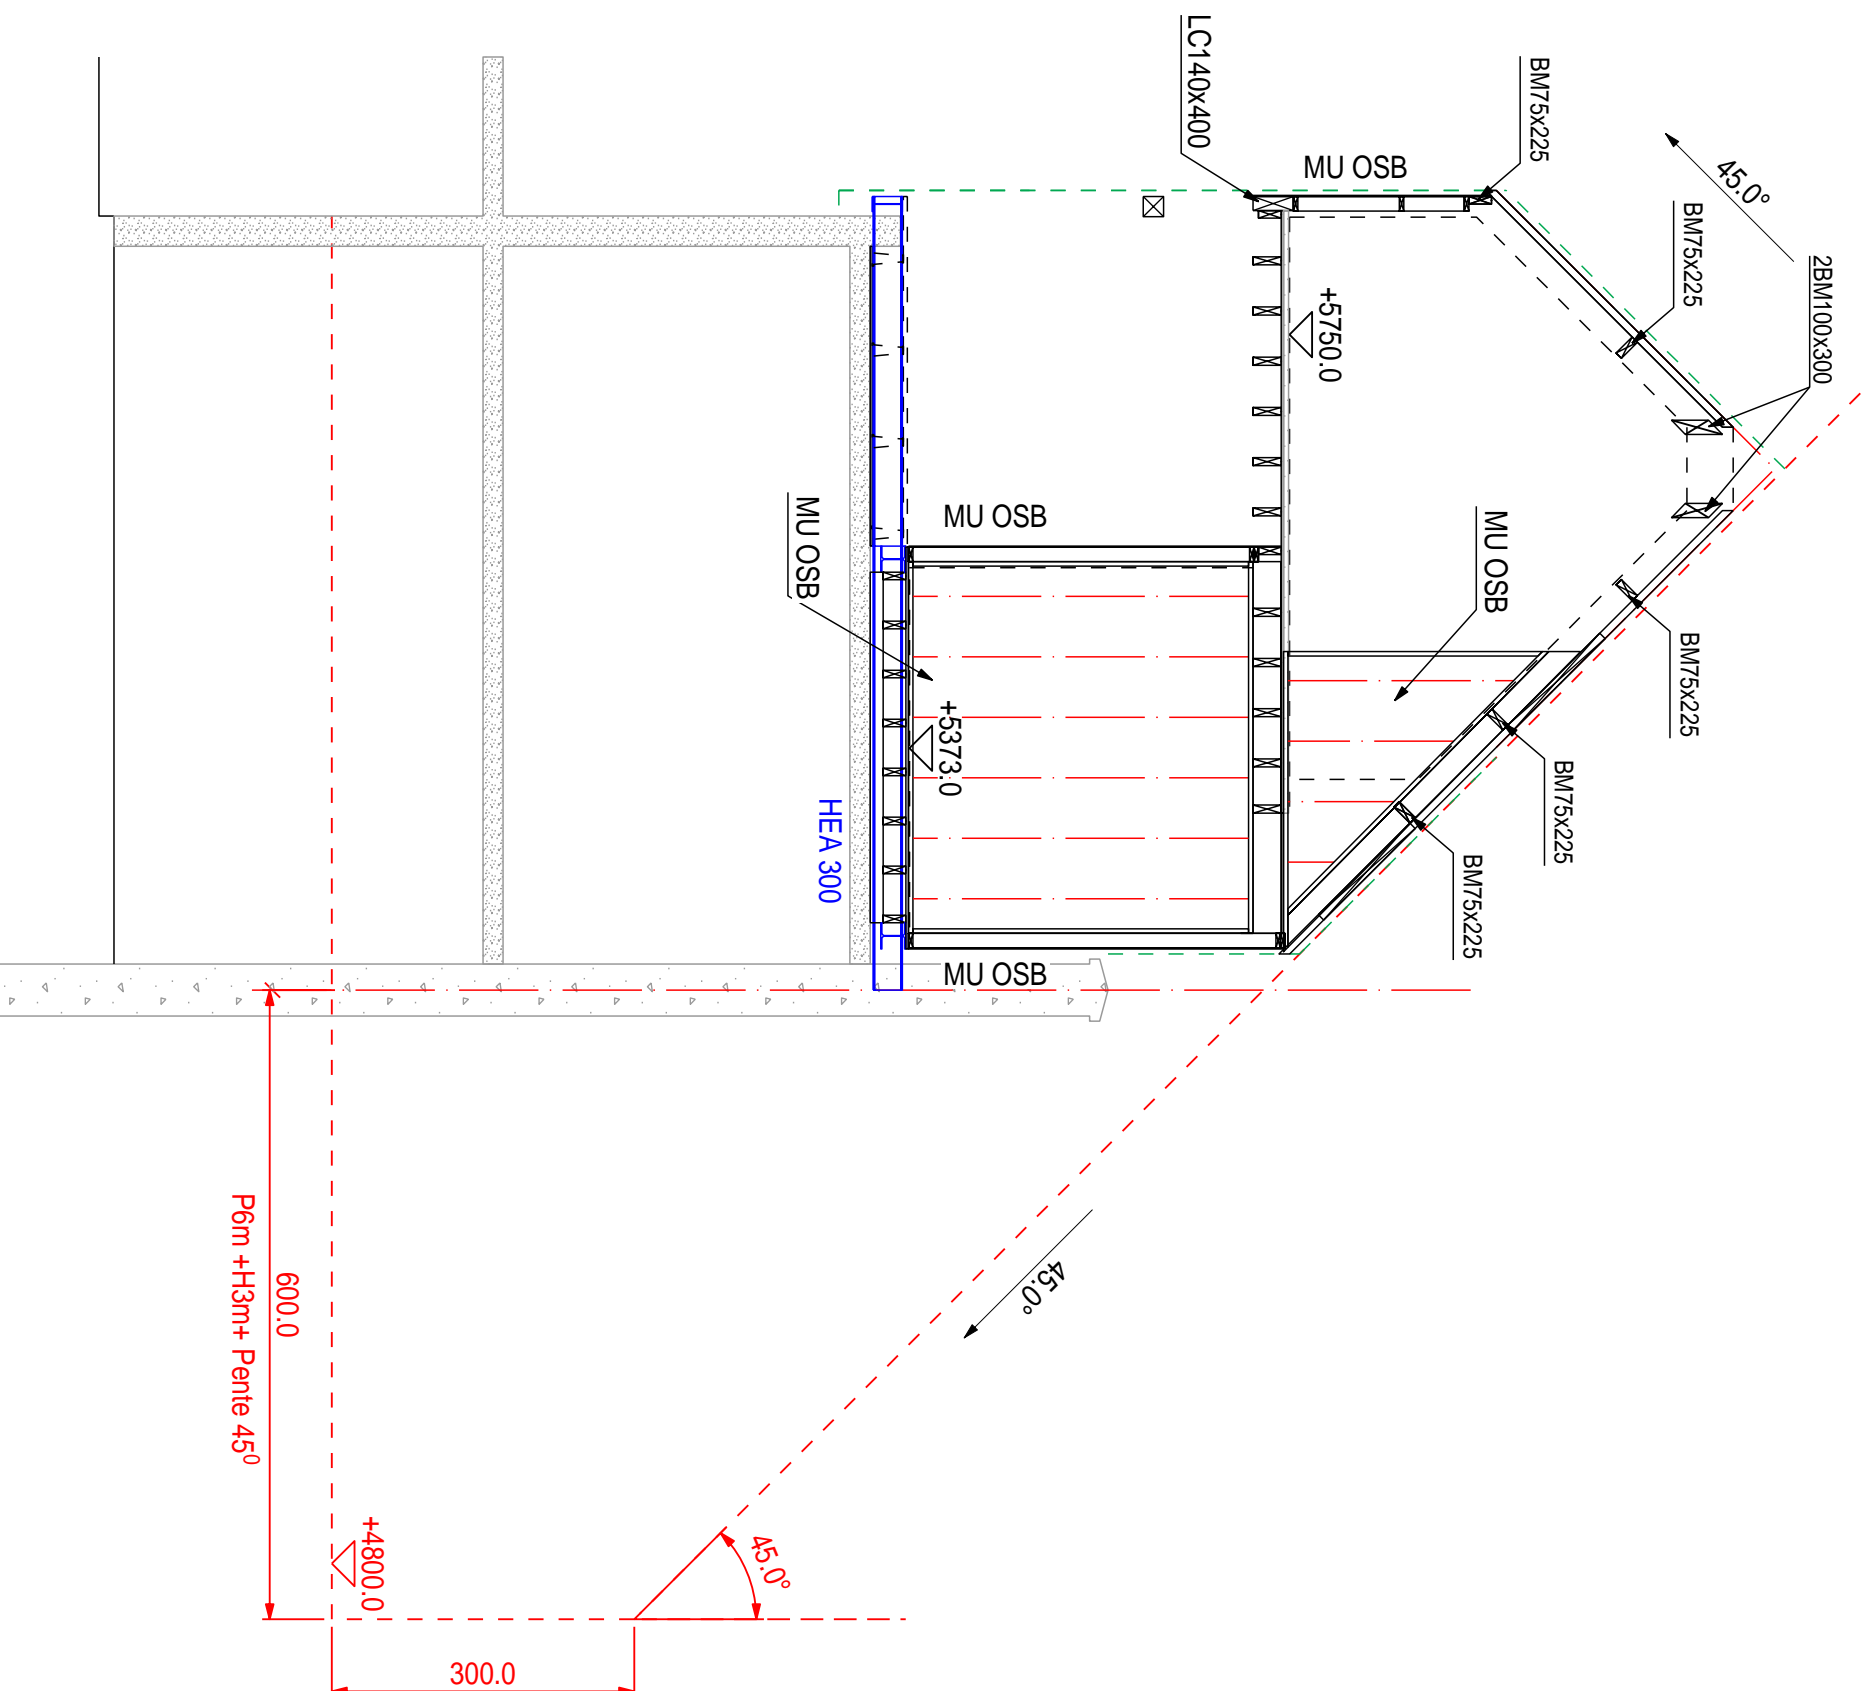 LC140x400
BM75x225
MU OSB
45.0°
BM75x225
2BM100x300
+5750.0
MU OSB
MU OSB
MU OSB
BM75x225
BM75x225
BM75x225
+5373.0
HEA 300
MU OSB
45.0°
600.0
P6m +H3m+ Pente 45⁰
+4800.0
45.0°
300.0